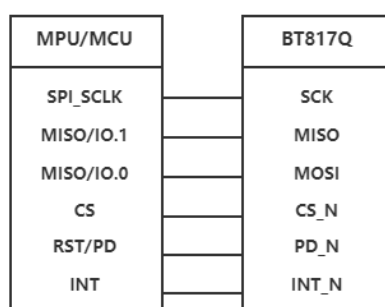 MPU/MCU BT817Q
SPI_SCLK SCK
MISO/IO.1 MISO
MISO/IO.0 MOSI
CS CS_N
RST/PD PD_N
INT INT_N